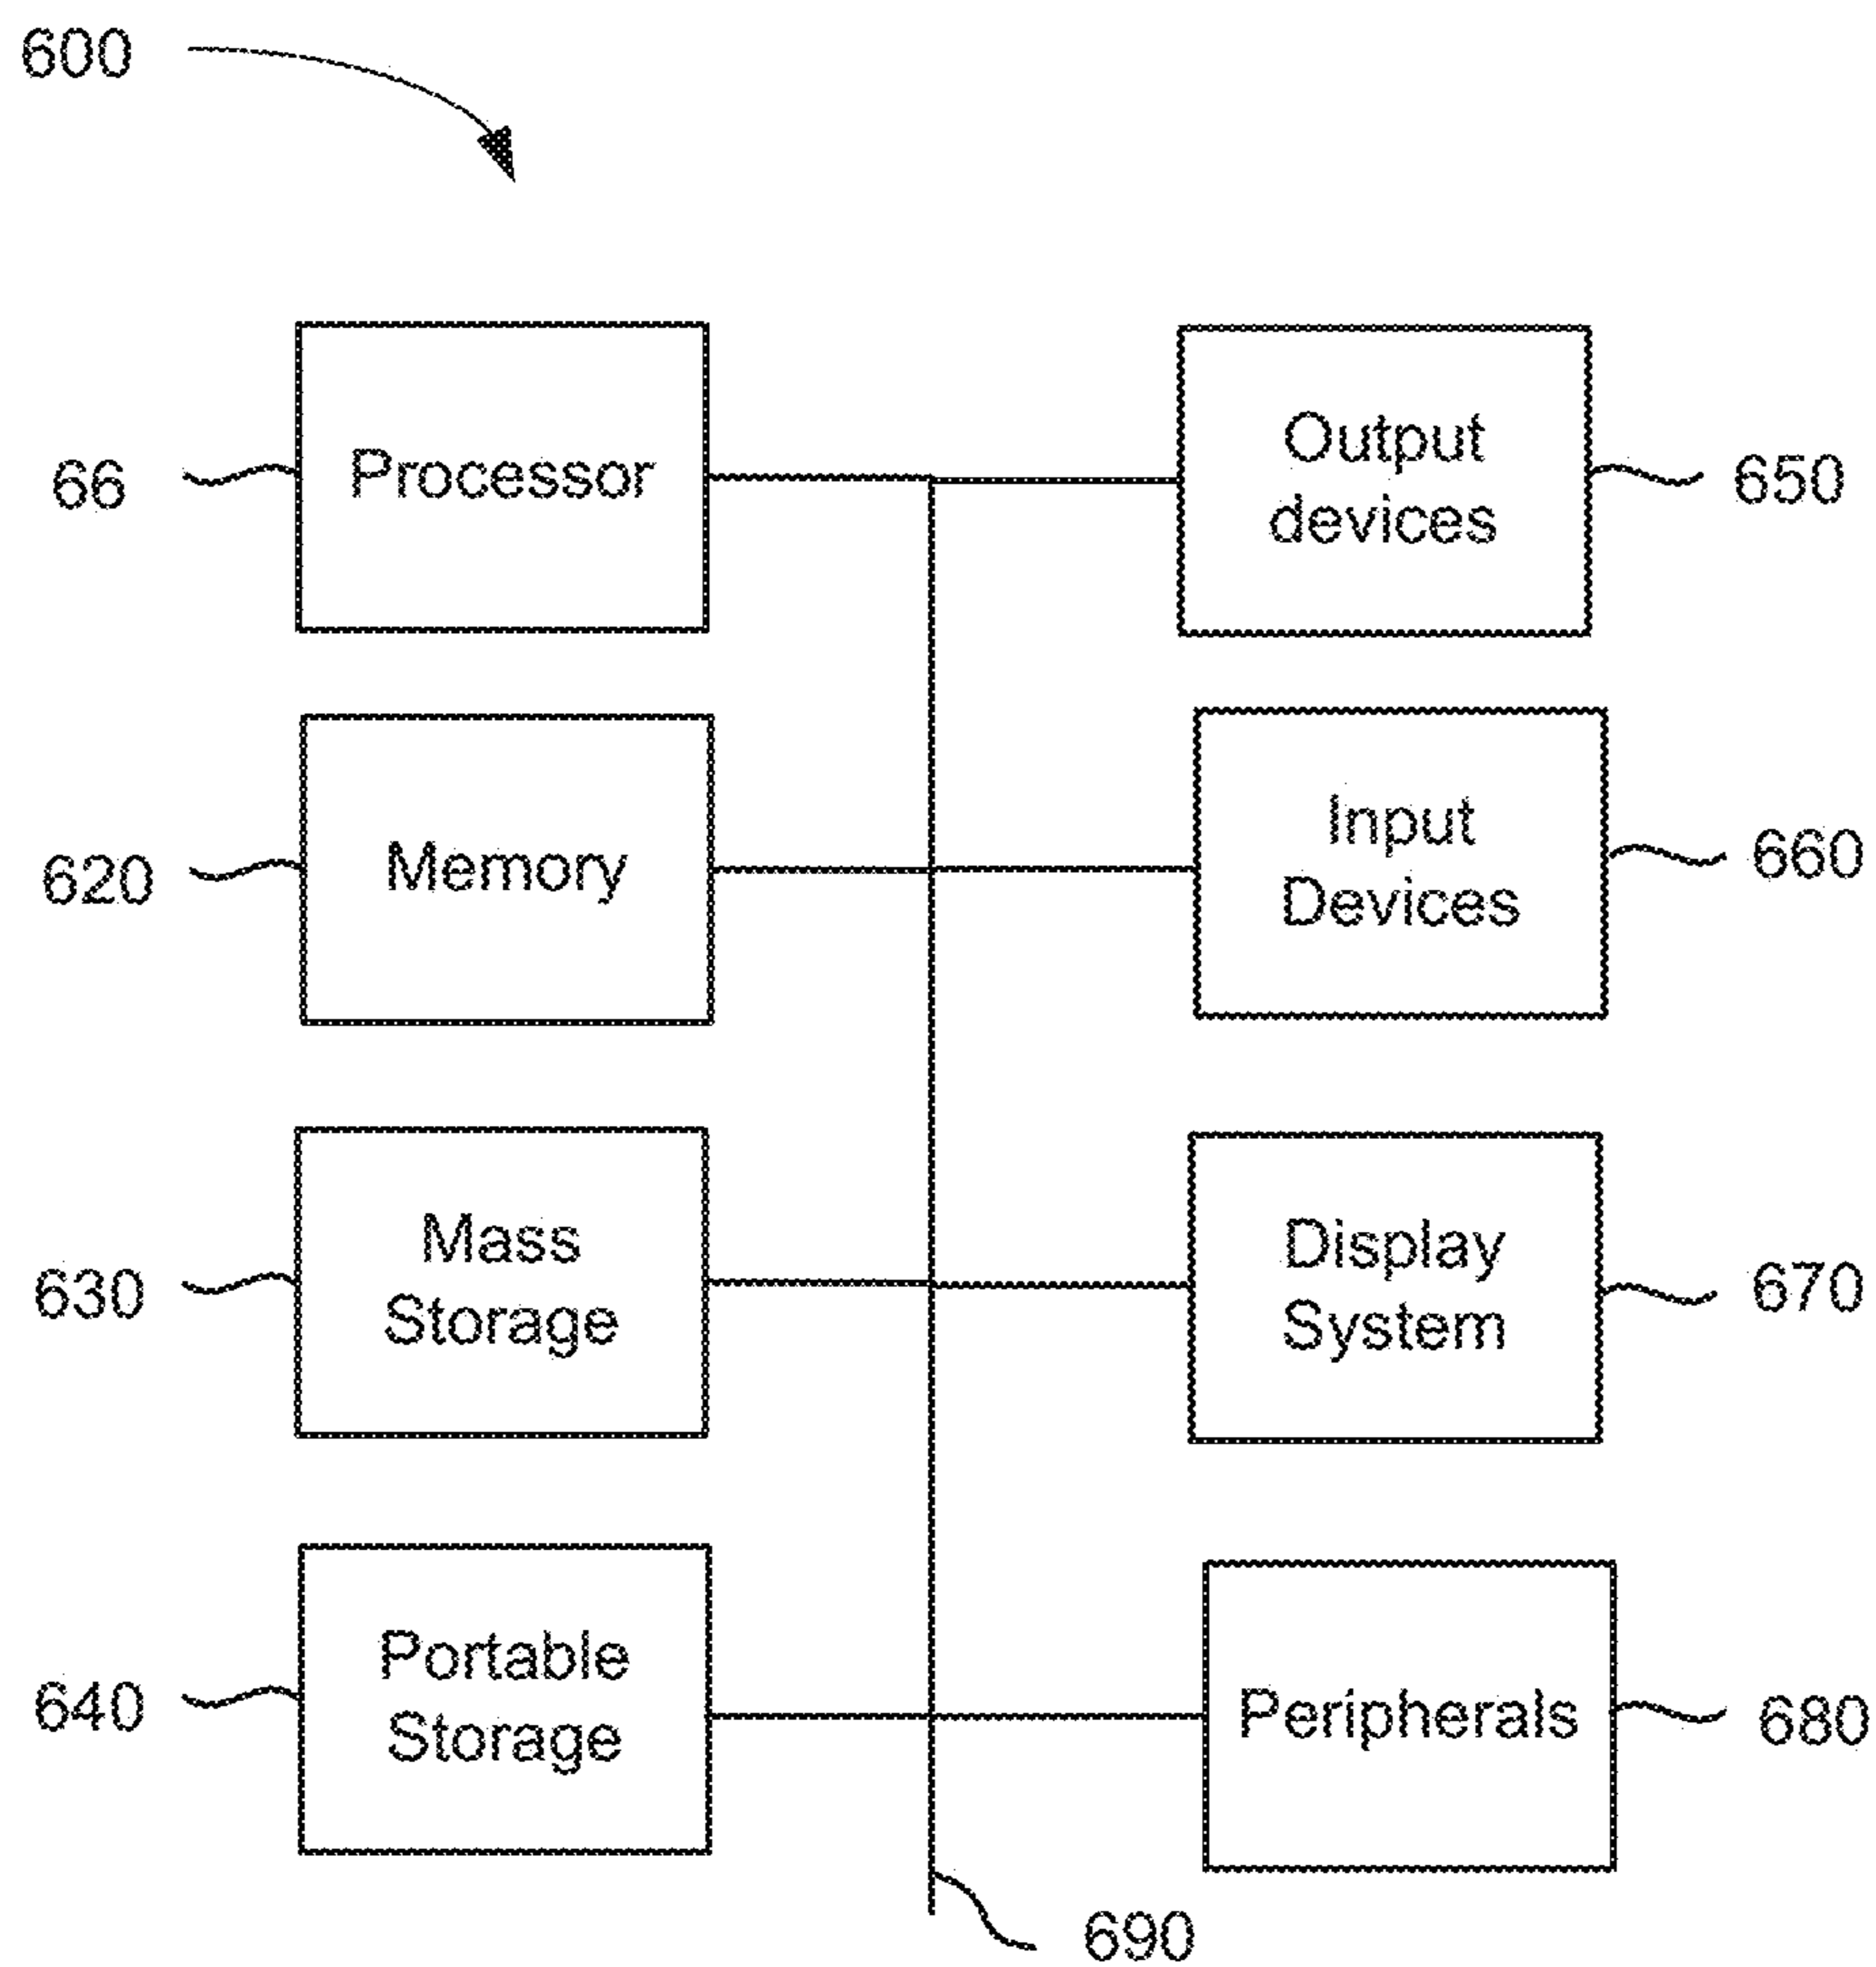 600
66
Processor
Output
devices
650
620
Memory
Input
Devices
660
630
Mass
Storage
Display
System
670
640
Portable
Storage
Peripherals
680
690